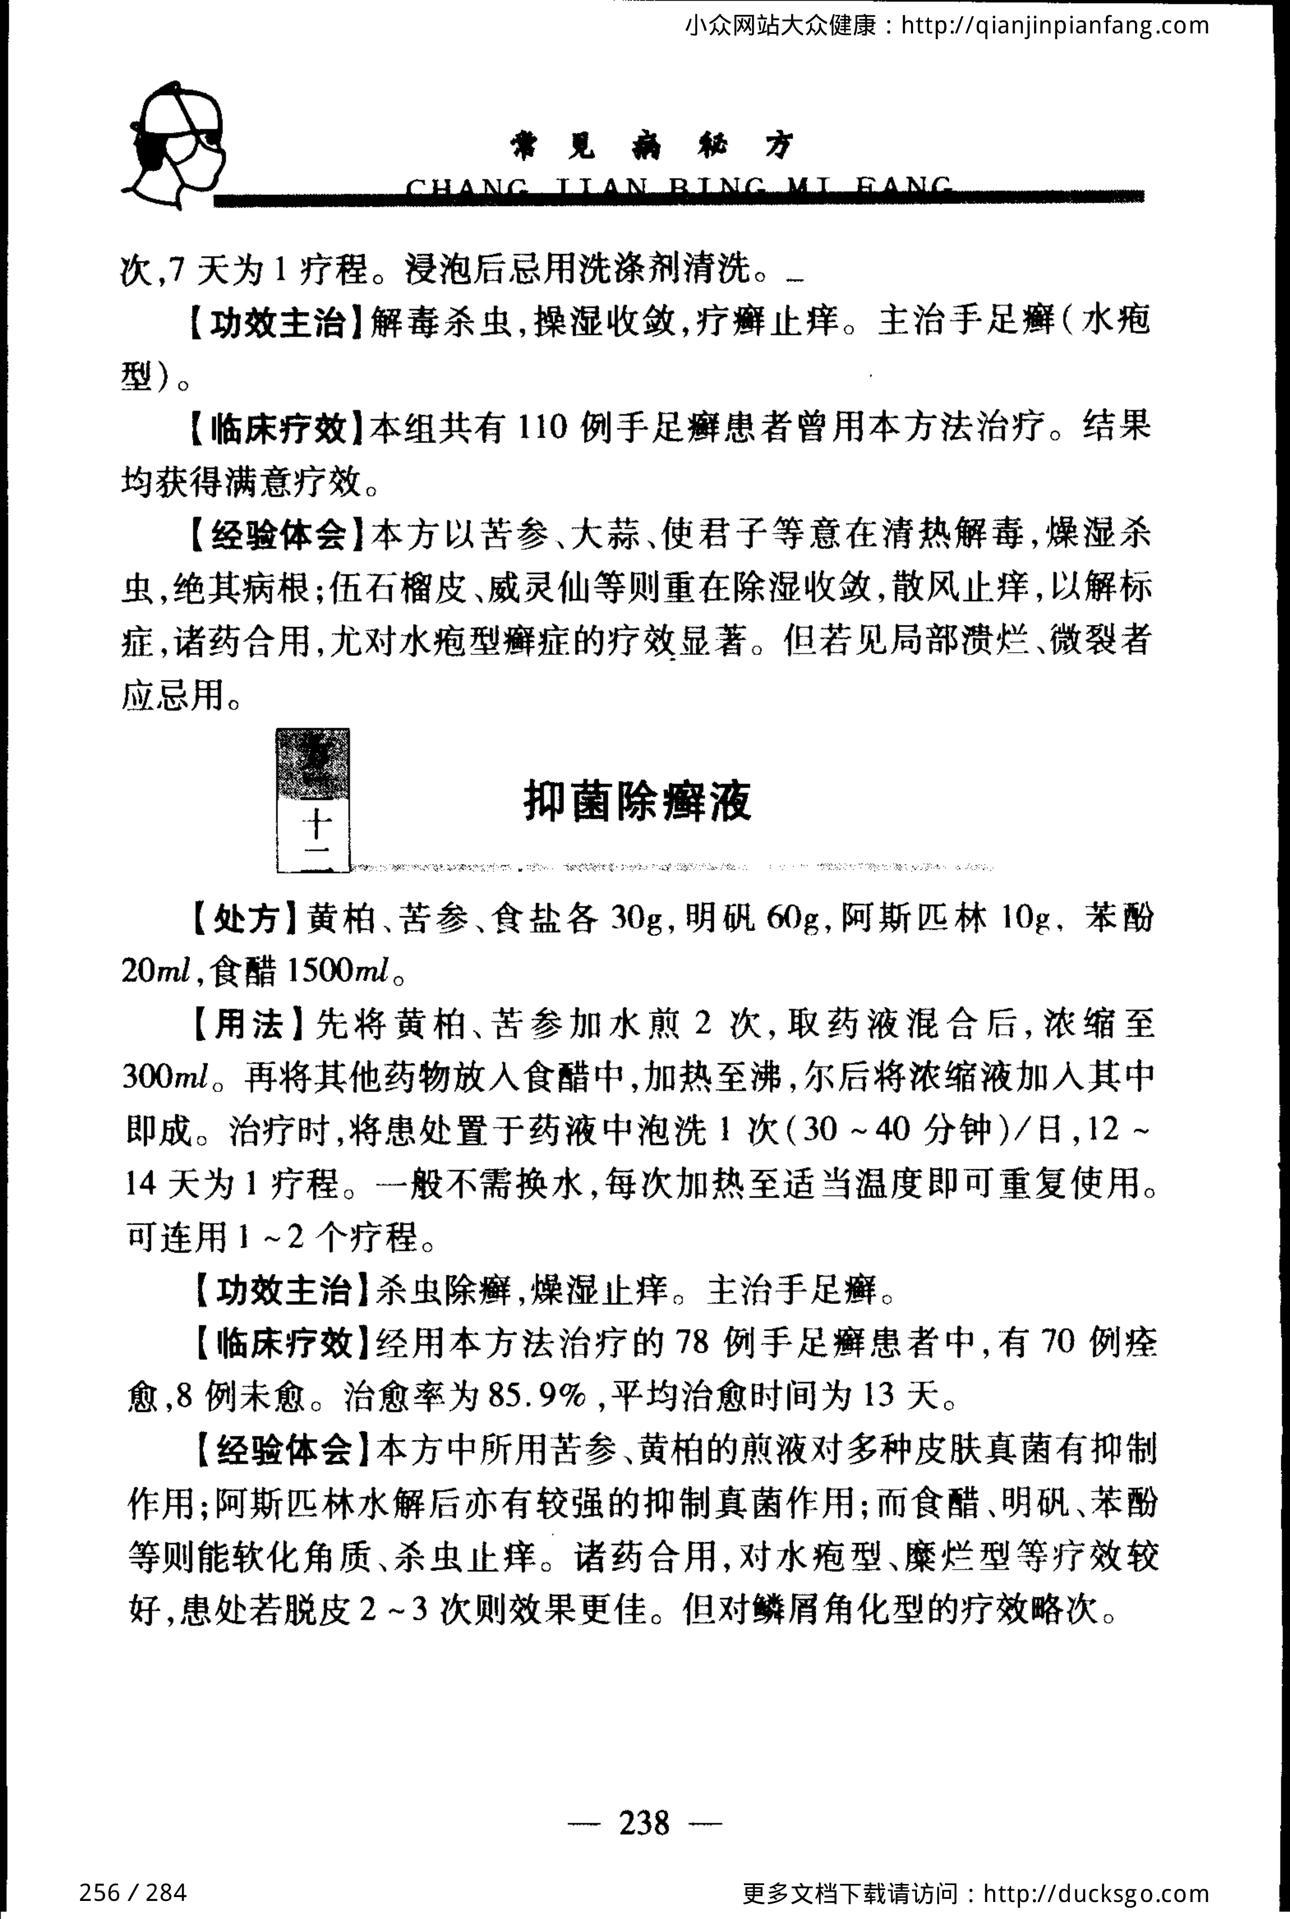 小众网站大众健康：http://qianjinpianfang.com
常见病秘方
CHANG JIAN BING MI FANG
次,7 天为 1 疗程。浸泡后忌用洗涤剂清洗。
【功效主治】解毒杀虫,操湿收敛,疗癣止痒。主治手足癣(水疱
型)。
【临床疗效】本组共有 110 例手足癣患者曾用本方法治疗。结果
均获得满意疗效。
【经验体会】本方以苦参、大蒜、使君子等意在清热解毒,燥湿杀
虫,绝其病根;伍石榴皮、威灵仙等则重在除湿收敛,散风止痒,以解标
症,诸药合用,尤对水疱型癣症的疗效显著。但若见局部溃烂、微裂者
应忌用。
方
二
十
二
抑菌除癣液
【处方】黄柏、苦参、食盐各 30g,明矾 60g,阿斯匹林 10g, 苯酚
20ml,食醋 1500ml。
【用法】先将黄柏、苦参加水煎 2 次,取药液混合后,浓缩至
300ml。再将其他药物放入食醋中,加热至沸,尔后将浓缩液加入其中
即成。治疗时,将患处置于药液中泡洗 1 次(30 ~ 40 分钟)/日,12 ~
14 天为 1 疗程。一般不需换水,每次加热至适当温度即可重复使用。
可连用 1 ~ 2 个疗程。
【功效主治】杀虫除癣,燥湿止痒。主治手足癣。
【临床疗效】经用本方法治疗的 78 例手足癣患者中,有 70 例痊
愈,8 例未愈。治愈率为 85.9%,平均治愈时间为 13 天。
【经验体会】本方中所用苦参、黄柏的煎液对多种皮肤真菌有抑制
作用;阿斯匹林水解后亦有较强的抑制真菌作用;而食醋、明矾、苯酚
等则能软化角质、杀虫止痒。诸药合用,对水疱型、糜烂型等疗效较
好,患处若脱皮 2 ~ 3 次则效果更佳。但对鳞屑角化型的疗效略次。
— 238 —
256 / 284
更多文档下载请访问：http://ducksgo.com